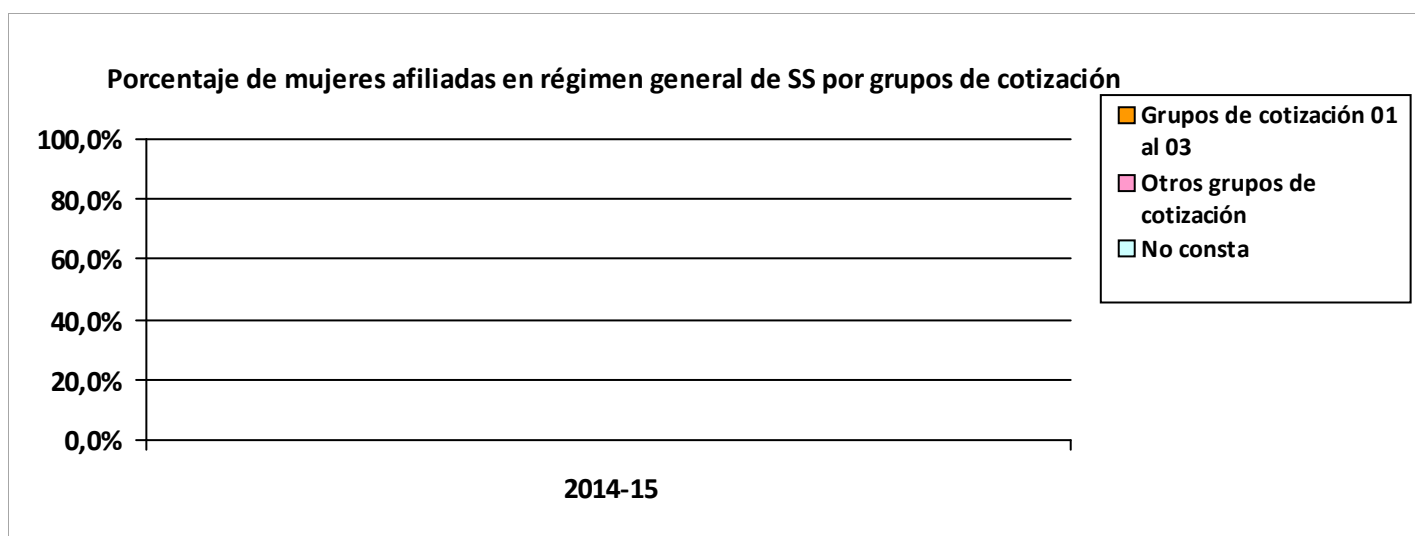 Porcentaje de mujeres afiliadas en régimen general de SS por grupos de cotización
100,0%
80,0%
60,0%
40,0%
20,0%
0,0%
2014-15
Grupos de cotización 01
al 03
Otros grupos de
cotización
No consta